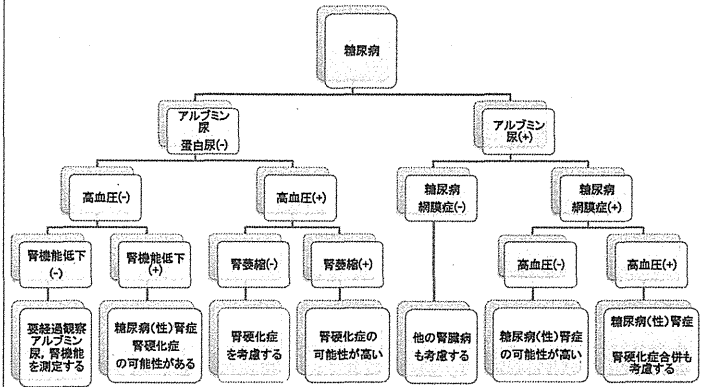 糖尿病
アルブミン
尿
蛋白尿(-)
アルブミン
尿(+)
高血圧(-)
高血圧(+)
糖尿病
網膜症(-)
糖尿病
網膜症(+)
腎機能低下
(-)
腎機能低下
(+)
腎萎縮(-)
腎萎縮(+)
高血圧(-)
高血圧(+)
要経過観察
アルブミン
尿,腎機能
を測定する
糖尿病(性)腎症
腎硬化症
の可能性がある
腎硬化症
を考慮する
腎硬化症の
可能性が高い
他の腎臓病
も考慮する
糖尿病(性)腎症
の可能性が高い
糖尿病(性)腎症
腎硬化症合併も
考慮する